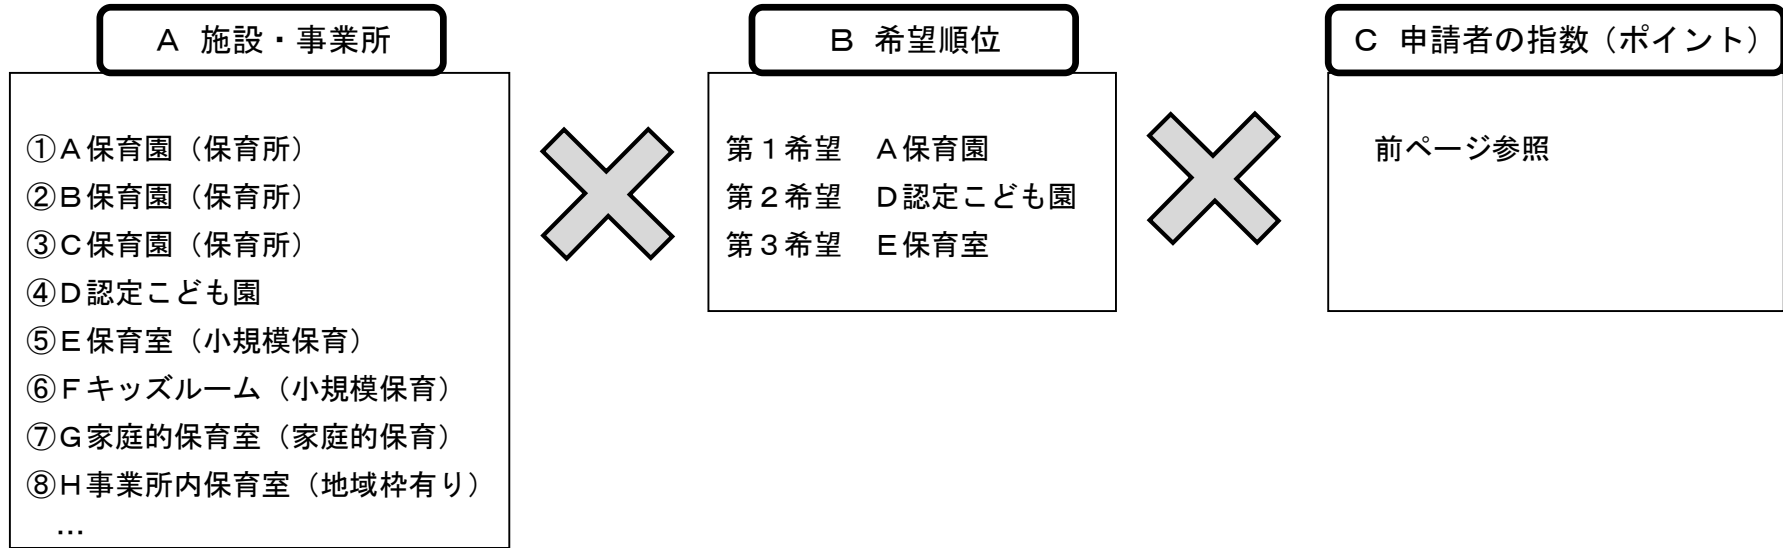 A 施設・事業所
①A保育園（保育所）
②B保育園（保育所）
③C保育園（保育所）
④D認定こども園
⑤E保育室（小規模保育）
⑥Fキッズルーム（小規模保育）
⑦G家庭的保育室（家庭的保育）
⑧H事業所内保育室（地域枠有り）
…
B 希望順位
第１希望　A保育園
第２希望　D認定こども園
第３希望　E保育室
C 申請者の指数（ポイント）
前ページ参照